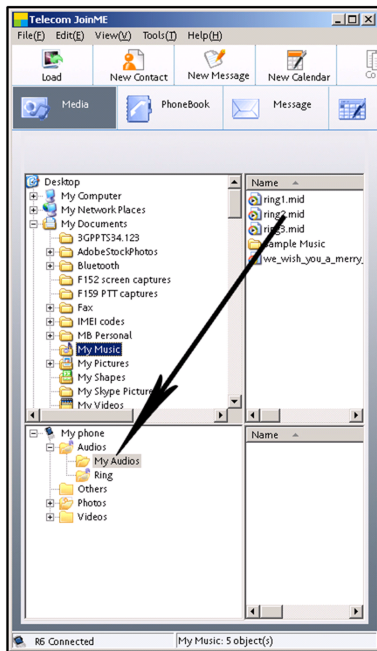 Telecom JoinME
File(F) Edit(E) View(V) Tools(T) Help(H)
Load New Contact New Message New Calendar Co
Media PhoneBook Message
Desktop
My Computer
My Network Places
My Documents
3GPPTS34.123
AdobeStockPhotos
Bluetooth
F152 screen captures
F159 PTT captures
Fax
IMEI codes
MB Personal
My Music
My Pictures
My Shapes
My Skype Picture
My Videos
Name
ring1.mid
ring2.mid
ring3.mid
Sample Music
we_wish_you_a_merry_
My phone
Audios
My Audios
Ring
Others
Photos
Videos
Name
R6 Connected My Music: 5 object(s)